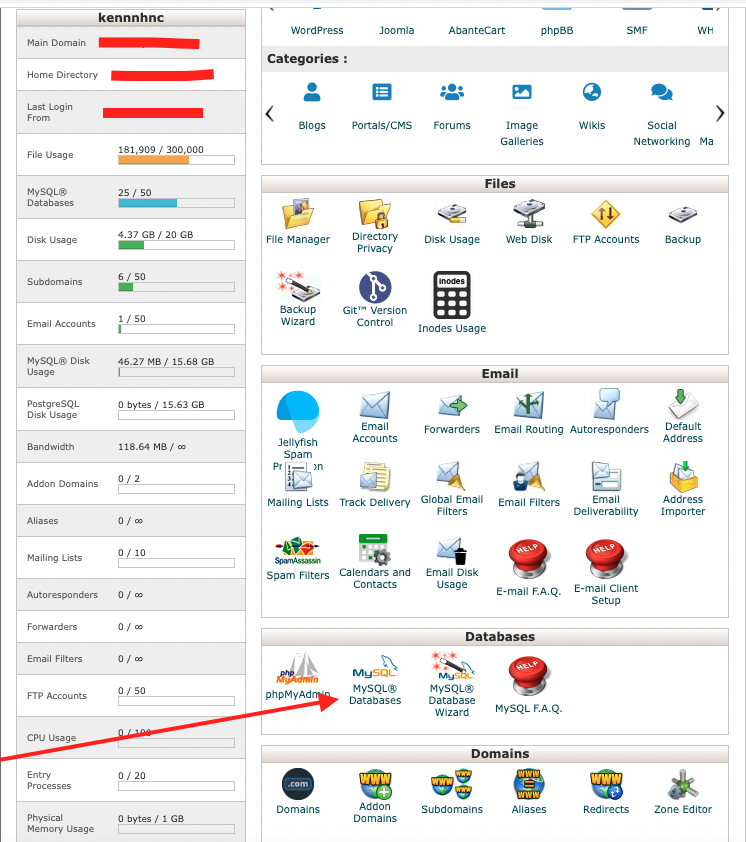 kennnhnc
Main Domain
Home Directory
Last Login
From
File Usage
181,909 / 300,000
MySQL®
Databases
25 / 50
Disk Usage
4.37 GB / 20 GB
Subdomains
6 / 50
Email Accounts
1 / 50
MySQL® Disk
Usage
46.27 MB / 15.68 GB
PostgreSQL
Disk Usage
0 bytes / 15.63 GB
Bandwidth
118.64 MB / ∞
Addon Domains
0 / 2
Aliases
0 / ∞
Mailing Lists
0 / 10
Autoresponders
0 / ∞
Forwarders
0 / ∞
Email Filters
0 / ∞
FTP Accounts
0 / 50
CPU Usage
0 / 100
Entry
Processes
0 / 20
Physical
Memory Usage
0 bytes / 1 GB
WordPress Joomla AbanteCart phpBB SMF WH
Categories :
Blogs Portals/CMS Forums Image
Galleries Wikis Social
Networking Ma
Files
File Manager
Directory
Privacy
Disk Usage
Web Disk
FTP Accounts
Backup
Backup
Wizard
Git™ Version
Control
inodes
Inodes Usage
Email
Jellyfish
Spam
Email
Accounts
Forwarders
Email Routing
Autoresponders
Default
Address
Mailing Lists
Track Delivery
Global Email
Filters
Email Filters
Email
Deliverability
Address
Importer
SpamAssassin
Spam Filters
Calendars and
Contacts
Email Disk
Usage
HELP
E-mail F.A.Q.
HELP
E-mail Client
Setup
Databases
php
MyAdmin
phpMyAdmin
MySQL
MySQL®
Databases
MySQL
MySQL®
Database
Wizard
HELP
MySQL F.A.Q.
Domains
.com
Domains
WWW
Addon
Domains
WWW
WWW
WWW
Subdomains
WWW
Aliases
WWW
Redirects
Zone Editor